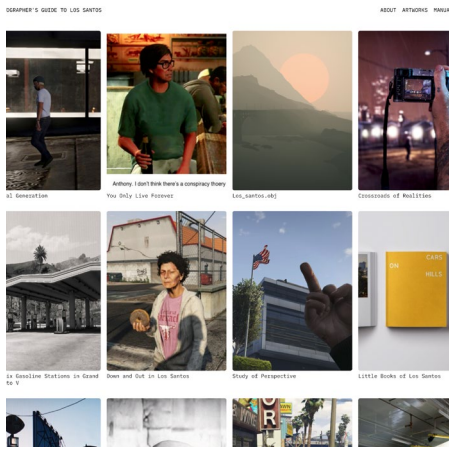 OGRAPHER'S GUIDE TO LOS SANTOS
ABOUT ARTWORKS MANUA
Anthony. I don't think there's a conspiracy thoery
al Generation
You Only Live Forever
Los_santos.obj
Crossroads of Realities
CARS
ON
HILLS
ix Gasoline Stations in Grand
to V
Down and Out in Los Santos
Study of Perspective
Little Books of Los Santos